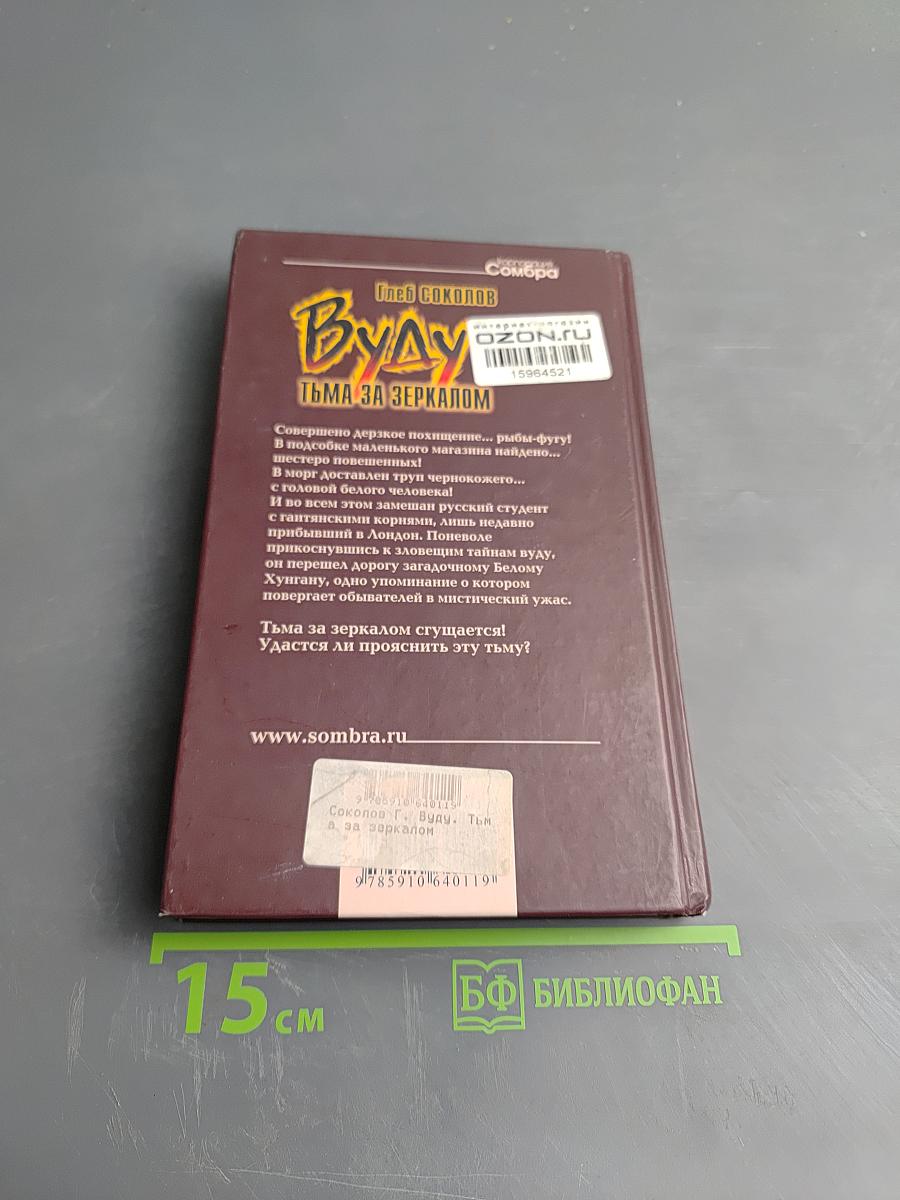 Корпорация
Сомбра
Глеб СОКОЛОВ
Вуду
ТЬМА ЗА ЗЕРКАЛОМ
интернет-магазин
OZON.ru
15964521
Совершено дерзкое похищение... рыбы-фугу!
В подсобке маленького магазина найдено...
шестеро повешенных!
В морг доставлен труп чернокожего...
с головой белого человека!
И во всем этом замешан русский студент
с гаитянскими корнями, лишь недавно
прибывший в Лондон. Поневоле
прикоснувшись к зловещим тайнам вуду,
он перешел дорогу загадочному Белому
Хунгану, одно упоминание о котором
повергает обывателей в мистический ужас.
Тьма за зеркалом сгущается!
Удастся ли прояснить эту тьму?
www.sombra.ru
Соколов Г. Вуду. Тьм
а за зеркалом
9 785910 640119
15 см
БФ БИБЛИОФАН